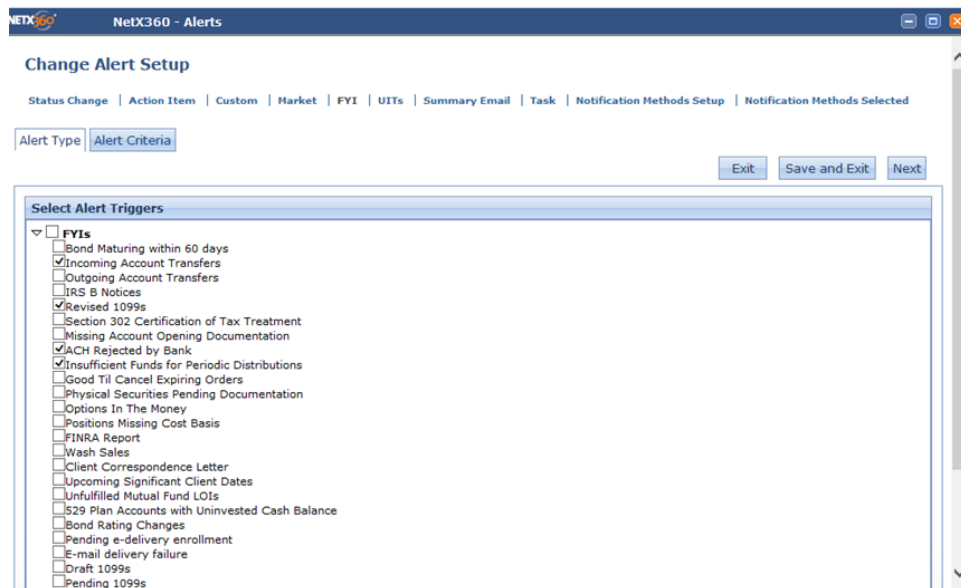 NETX360 NetX360 - Alerts
Change Alert Setup
Status Change | Action Item | Custom | Market | FYI | UITs | Summary Email | Task | Notification Methods Setup | Notification Methods Selected
Alert Type Alert Criteria
Exit Save and Exit Next
Select Alert Triggers
FYIs
Bond Maturing within 60 days
Incoming Account Transfers
Outgoing Account Transfers
IRS B Notices
Revised 1099s
Section 302 Certification of Tax Treatment
Missing Account Opening Documentation
ACH Rejected by Bank
Insufficient Funds for Periodic Distributions
Good Til Cancel Expiring Orders
Physical Securities Pending Documentation
Options In The Money
Positions Missing Cost Basis
FINRA Report
Wash Sales
Client Correspondence Letter
Upcoming Significant Client Dates
Unfulfilled Mutual Fund LOIs
529 Plan Accounts with Uninvested Cash Balance
Bond Rating Changes
Pending e-delivery enrollment
E-mail delivery failure
Draft 1099s
Pending 1099s